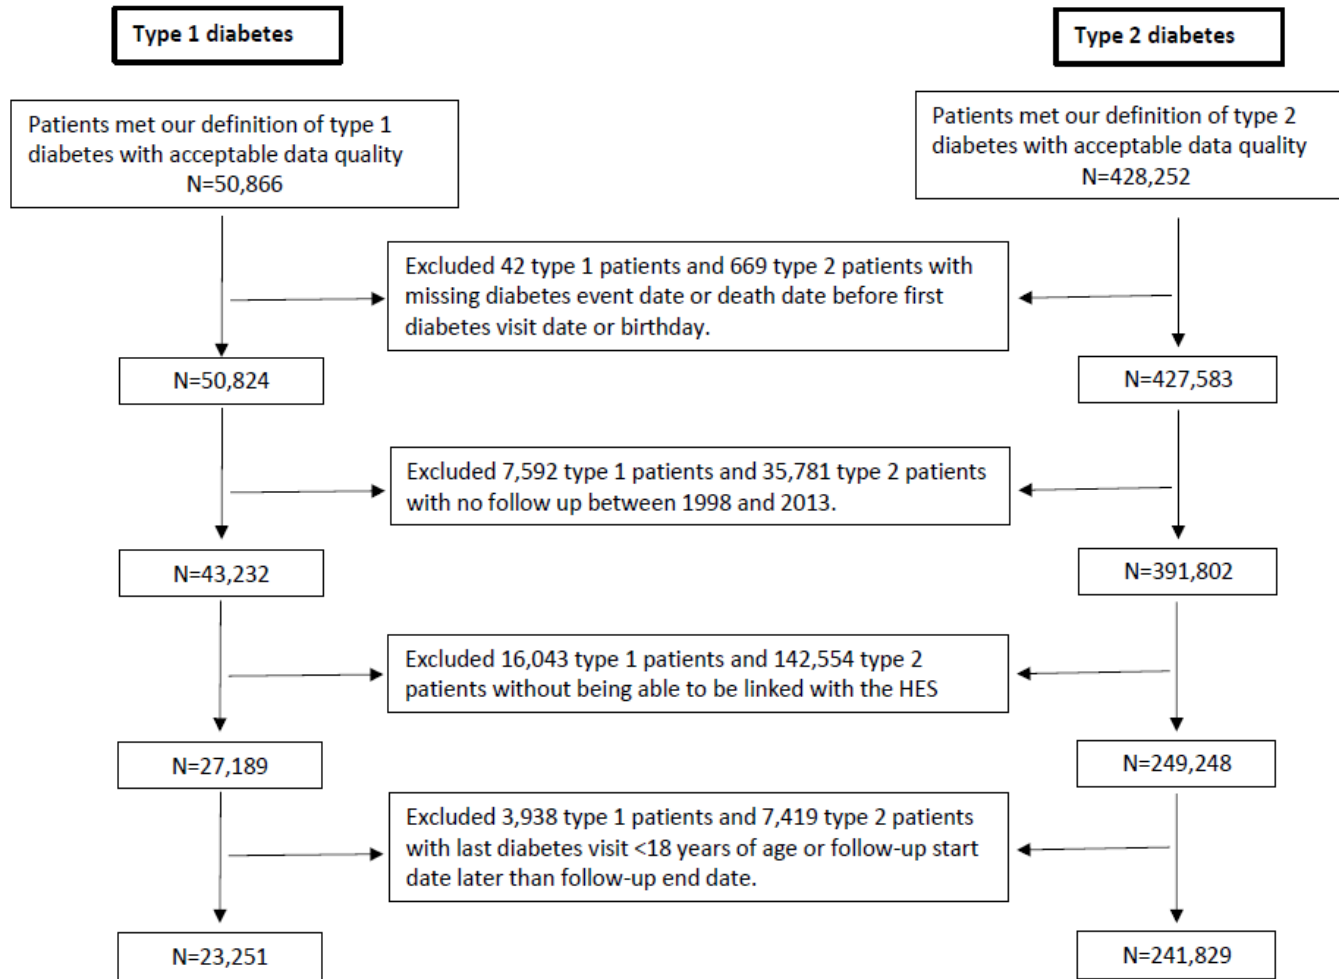 Type 1 diabetes
Type 2 diabetes
Patients met our definition of type 1
diabetes with acceptable data quality
N=50,866
Patients met our definition of type 2
diabetes with acceptable data quality
N=428,252
Excluded 42 type 1 patients and 669 type 2 patients with
missing diabetes event date or death date before first
diabetes visit date or birthday.
N=50,824
N=427,583
Excluded 7,592 type 1 patients and 35,781 type 2 patients
with no follow up between 1998 and 2013.
N=43,232
N=391,802
Excluded 16,043 type 1 patients and 142,554 type 2
patients without being able to be linked with the HES
N=27,189
N=249,248
Excluded 3,938 type 1 patients and 7,419 type 2 patients
with last diabetes visit <18 years of age or follow-up start
date later than follow-up end date.
N=23,251
N=241,829